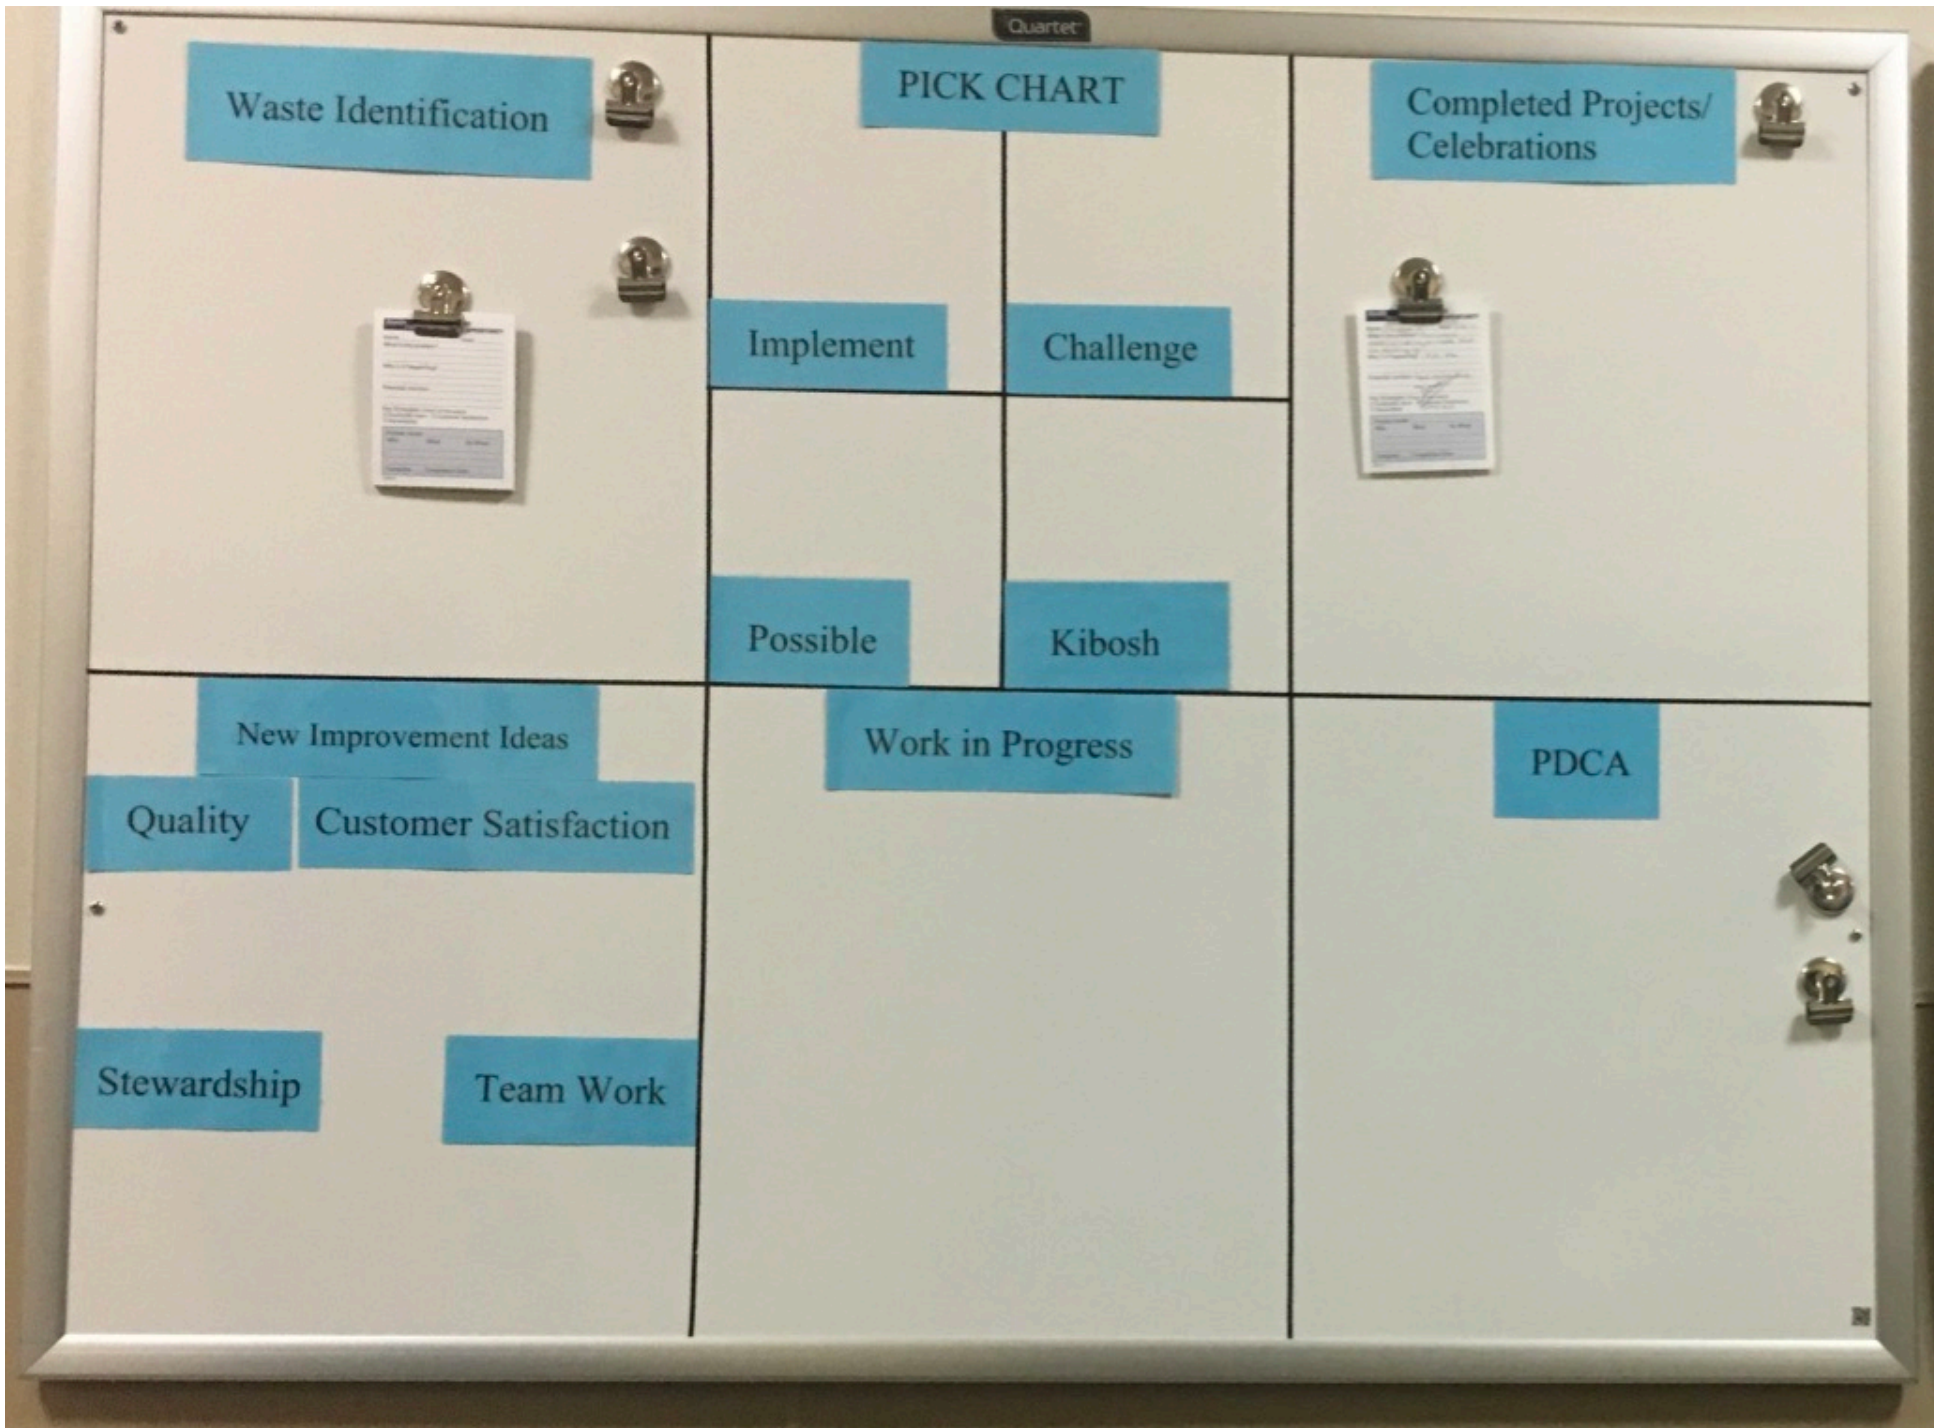 Quartet
Waste Identification
PICK CHART
Completed Projects/
Celebrations
Implement
Challenge
Possible
Kibosh
New Improvement Ideas
Quality
Customer Satisfaction
Stewardship
Team Work
Work in Progress
PDCA